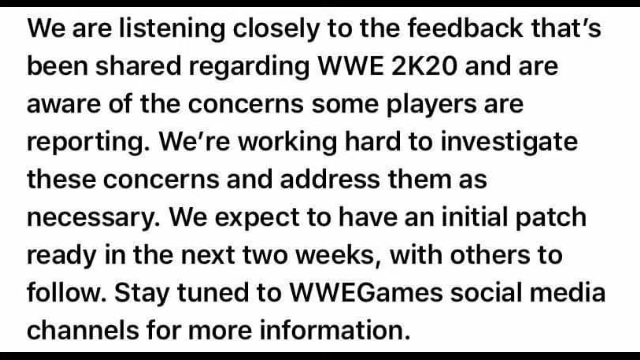 We are listening closely to the feedback that’s
been shared regarding WWE 2K20 and are
aware of the concerns some players are
reporting. We’re working hard to investigate
these concerns and address them as
necessary. We expect to have an initial patch
ready in the next two weeks, with others to
follow. Stay tuned to WWEGames social media
channels for more information.